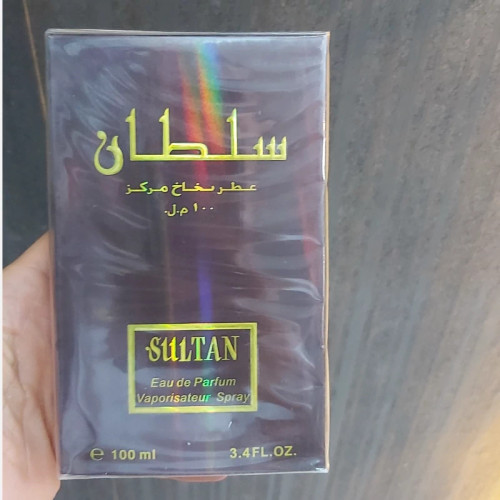 سلطان
عطر بخاخ مركز
١٠٠ م.ل.
SULTAN
Eau de Parfum
Vaporisateur Spray
℮ 100 ml 3.4FL.OZ.